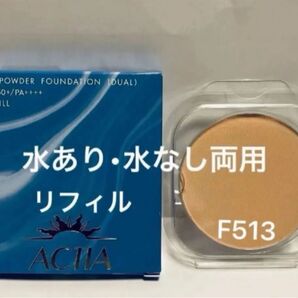 POWDER FOUNDATION (DUAL)
50+/PA++++
ILL
水あり・水なし両用
リフィル
F513